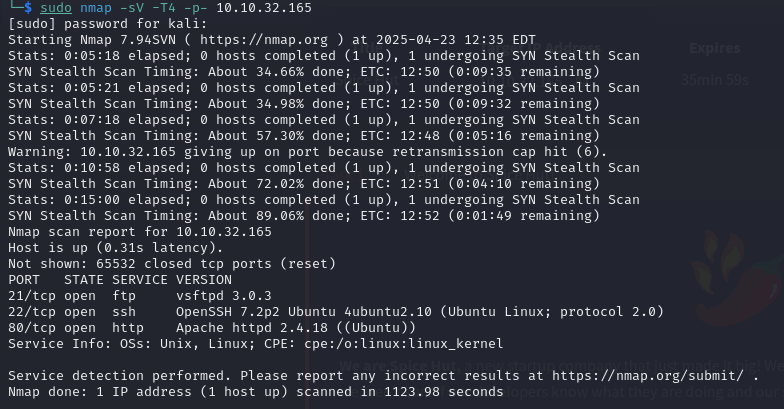 └─$ sudo nmap -sV -T4 -p- 10.10.32.165
[sudo] password for kali:
Starting Nmap 7.94SVN ( https://nmap.org ) at 2025-04-23 12:35 EDT
Stats: 0:05:18 elapsed; 0 hosts completed (1 up), 1 undergoing SYN Stealth Scan
SYN Stealth Scan Timing: About 34.66% done; ETC: 12:50 (0:09:35 remaining)
Stats: 0:05:21 elapsed; 0 hosts completed (1 up), 1 undergoing SYN Stealth Scan
SYN Stealth Scan Timing: About 34.98% done; ETC: 12:50 (0:09:32 remaining)
Stats: 0:07:18 elapsed; 0 hosts completed (1 up), 1 undergoing SYN Stealth Scan
SYN Stealth Scan Timing: About 57.30% done; ETC: 12:48 (0:05:16 remaining)
Warning: 10.10.32.165 giving up on port because retransmission cap hit (6).
Stats: 0:10:58 elapsed; 0 hosts completed (1 up), 1 undergoing SYN Stealth Scan
SYN Stealth Scan Timing: About 72.02% done; ETC: 12:51 (0:04:10 remaining)
Stats: 0:15:00 elapsed; 0 hosts completed (1 up), 1 undergoing SYN Stealth Scan
SYN Stealth Scan Timing: About 89.06% done; ETC: 12:52 (0:01:49 remaining)
Nmap scan report for 10.10.32.165
Host is up (0.31s latency).
Not shown: 65532 closed tcp ports (reset)
PORT   STATE SERVICE VERSION
21/tcp open  ftp     vsftpd 3.0.3
22/tcp open  ssh     OpenSSH 7.2p2 Ubuntu 4ubuntu2.10 (Ubuntu Linux; protocol 2.0)
80/tcp open  http    Apache httpd 2.4.18 ((Ubuntu))
Service Info: OSs: Unix, Linux; CPE: cpe:/o:linux:linux_kernel
Service detection performed. Please report any incorrect results at https://nmap.org/submit/ .
Nmap done: 1 IP address (1 host up) scanned in 1123.98 seconds
Address
Expires
35min 59s
We are Spice Hut,